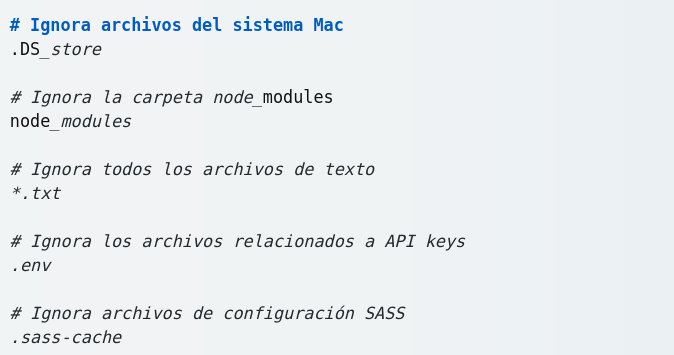 # Ignora archivos del sistema Mac
.DS_store
# Ignora la carpeta node_modules
node_modules
# Ignora todos los archivos de texto
*.txt
# Ignora los archivos relacionados a API keys
.env
# Ignora archivos de configuración SASS
.sass-cache